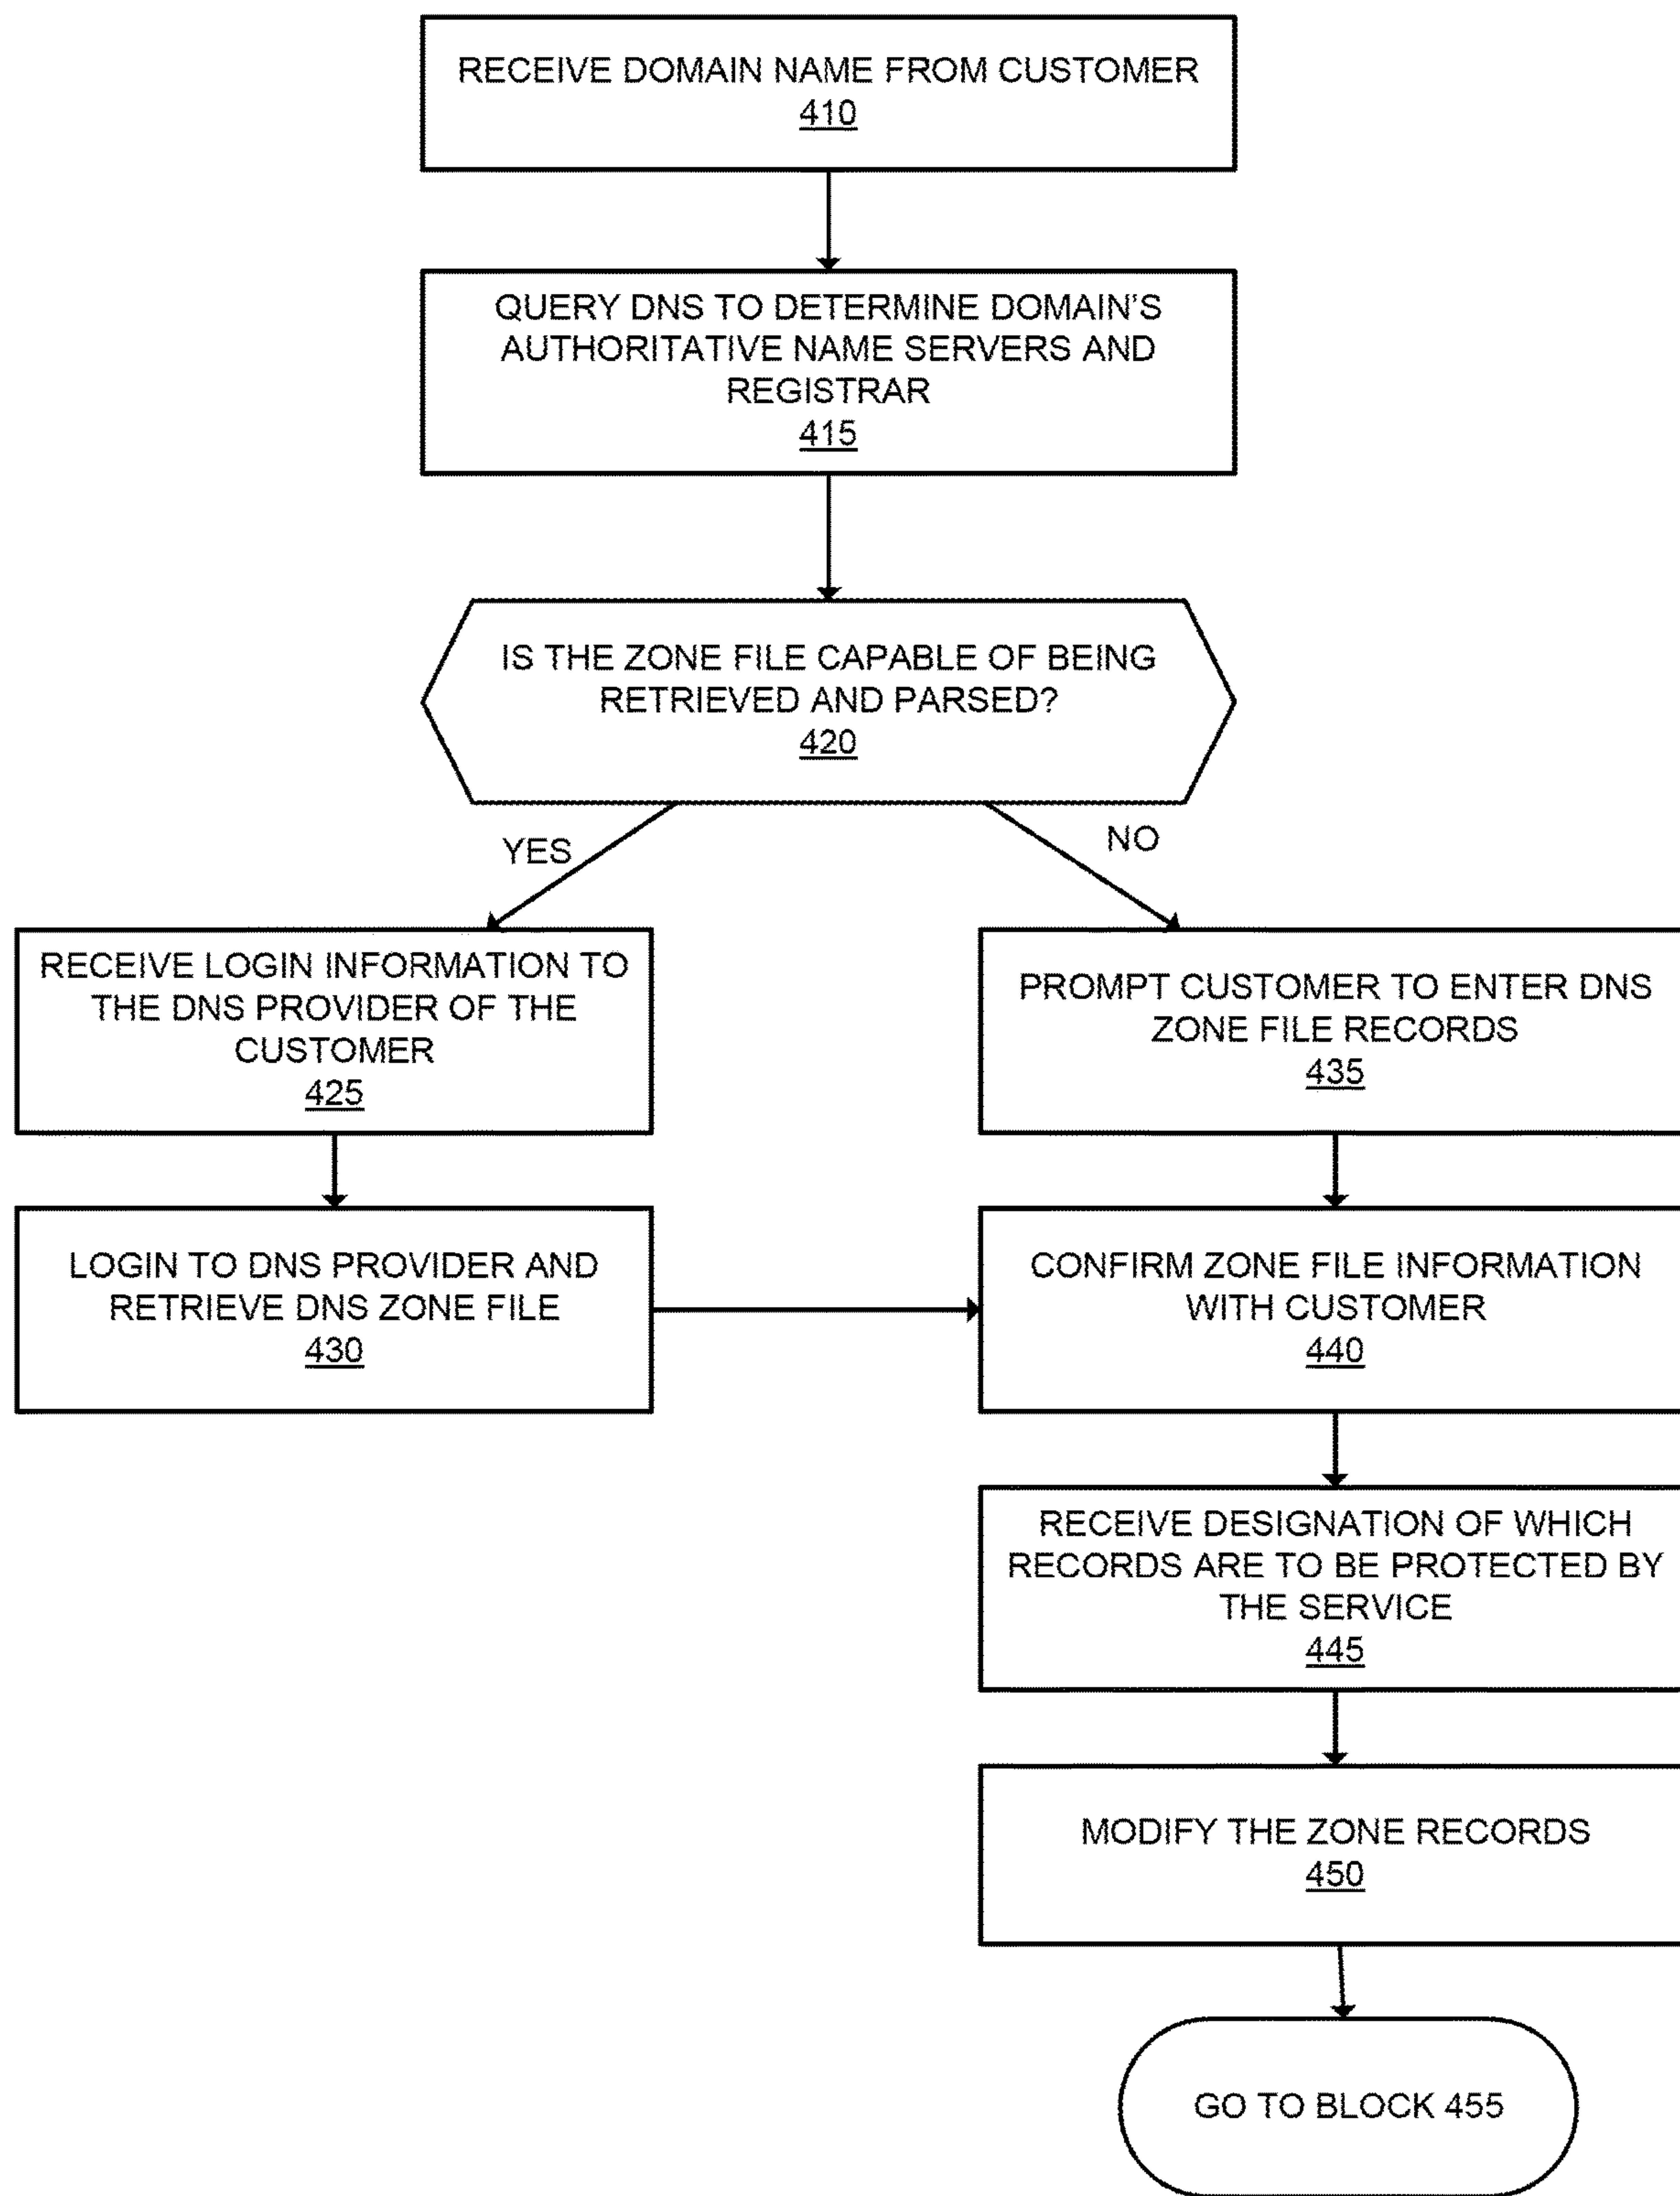 RECEIVE DOMAIN NAME FROM CUSTOMER
410
QUERY DNS TO DETERMINE DOMAIN'S
AUTHORITATIVE NAME SERVERS AND
REGISTRAR
415
IS THE ZONE FILE CAPABLE OF BEING
RETRIEVED AND PARSED?
420
YES
NO
RECEIVE LOGIN INFORMATION TO
THE DNS PROVIDER OF THE
CUSTOMER
425
PROMPT CUSTOMER TO ENTER DNS
ZONE FILE RECORDS
435
LOGIN TO DNS PROVIDER AND
RETRIEVE DNS ZONE FILE
430
CONFIRM ZONE FILE INFORMATION
WITH CUSTOMER
440
RECEIVE DESIGNATION OF WHICH
RECORDS ARE TO BE PROTECTED BY
THE SERVICE
445
MODIFY THE ZONE RECORDS
450
GO TO BLOCK 455